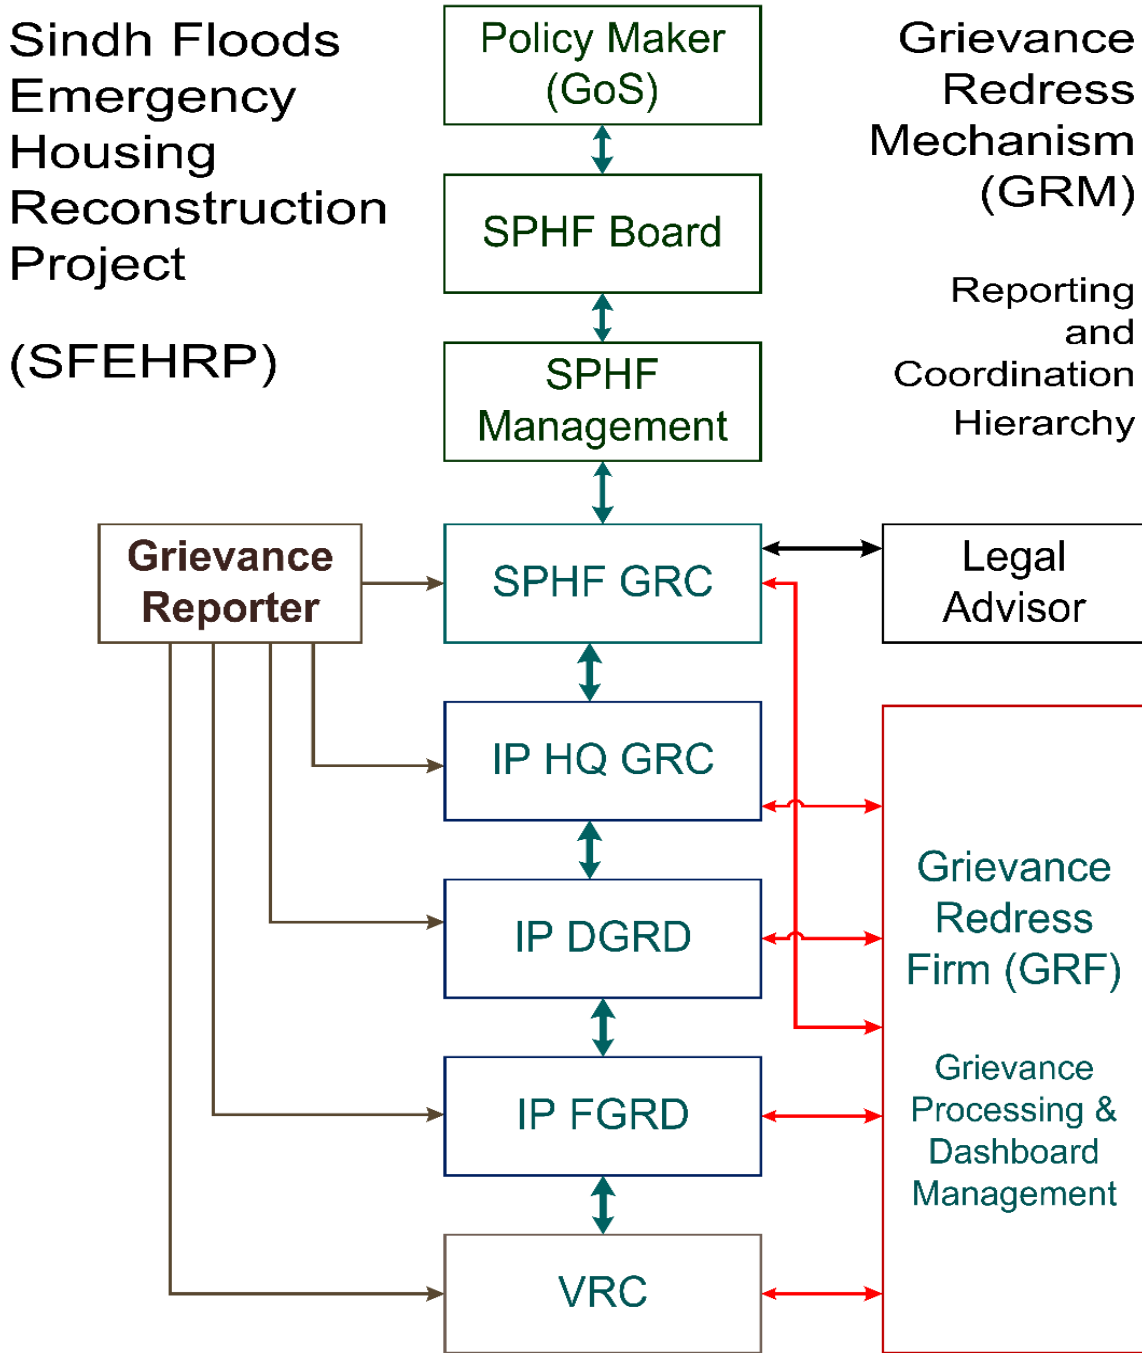 Sindh Floods
Emergency
Housing
Reconstruction
Project
(SFEHRP)
Grievance
Redress
Mechanism
(GRM)
Reporting
and
Coordination
Hierarchy
Policy Maker
(GoS)
SPHF Board
SPHF
Management
Grievance
Reporter
SPHF GRC
Legal
Advisor
IP HQ GRC
IP DGRD
IP FGRD
VRC
Grievance
Redress
Firm (GRF)
Grievance
Processing &
Dashboard
Management